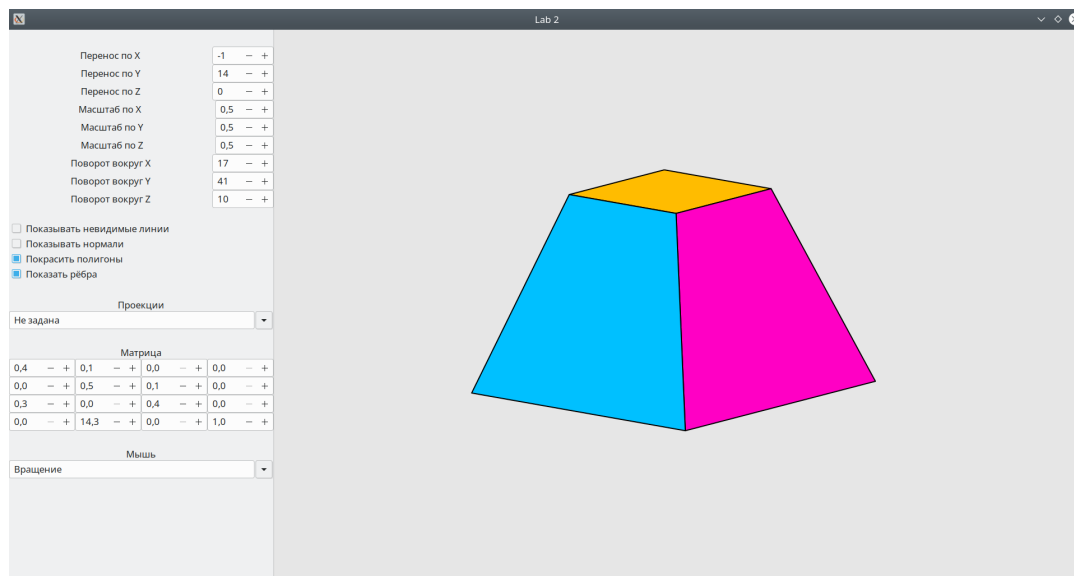 Lab 2
Перенос по X -1 − +
Перенос по Y 14 − +
Перенос по Z 0 − +
Масштаб по X 0,5 − +
Масштаб по Y 0,5 − +
Масштаб по Z 0,5 − +
Поворот вокруг X 17 − +
Поворот вокруг Y 41 − +
Поворот вокруг Z 10 − +
Показывать невидимые линии
Показывать нормали
Покрасить полигоны
Показать рёбра
Проекции
Не задана
Матрица
0,4 − + 0,1 − + 0,0 − + 0,0 − +
0,0 − + 0,5 − + 0,1 − + 0,0 − +
0,3 − + 0,0 − + 0,4 − + 0,0 − +
0,0 − + 14,3 − + 0,0 − + 1,0 − +
Мышь
Вращение